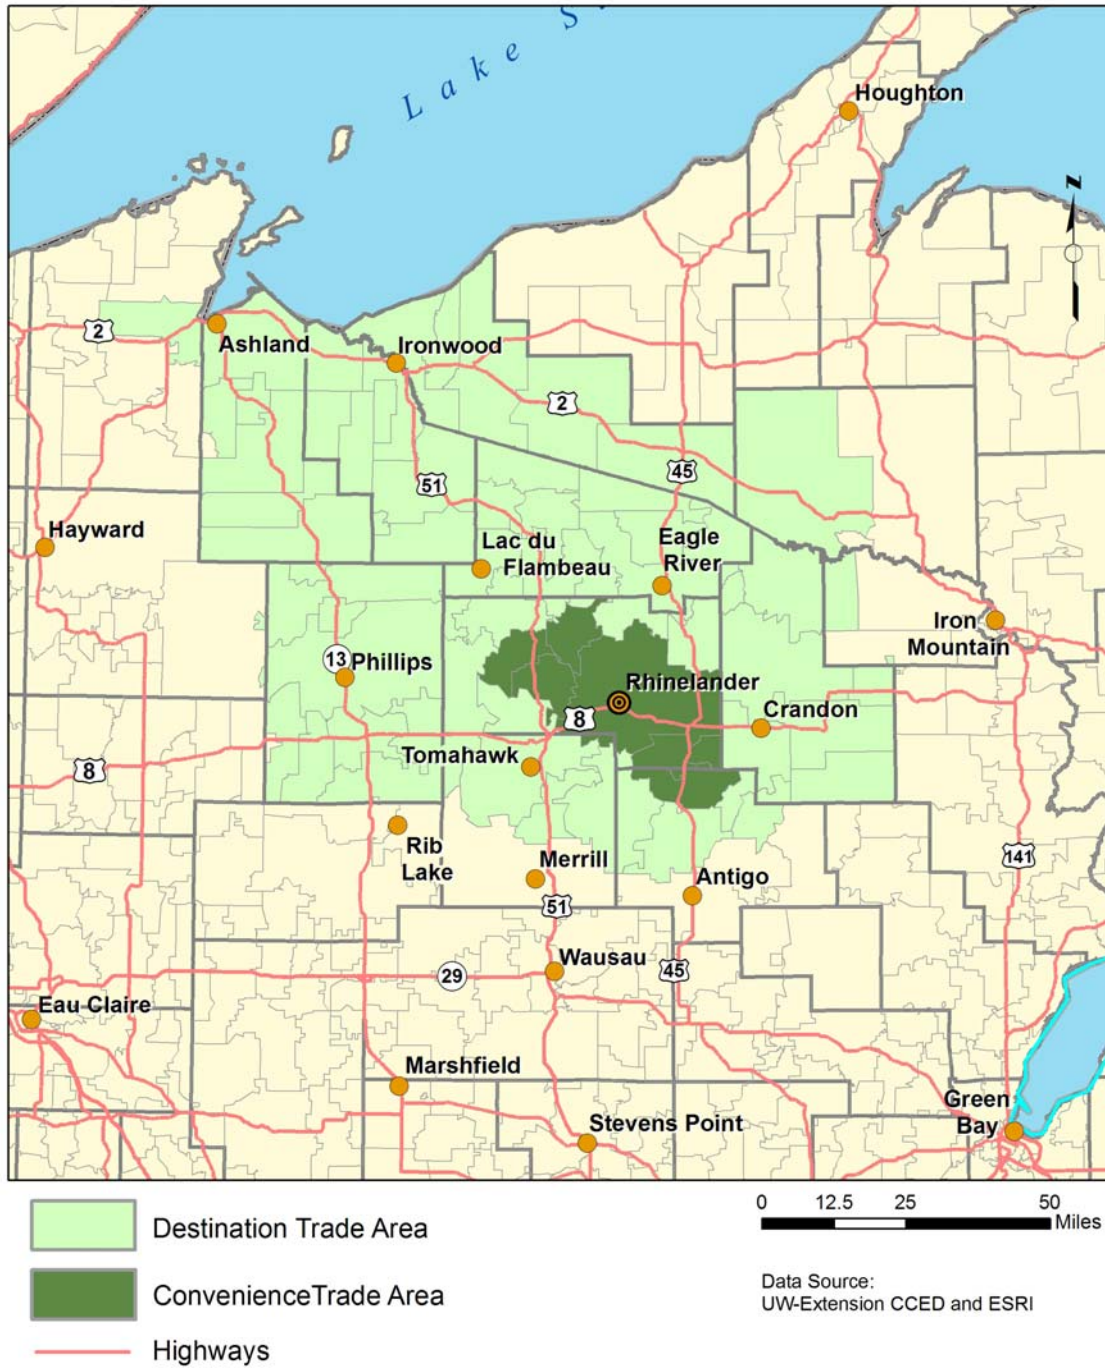 Lake S
Houghton
N
2
Ashland
Ironwood
2
51
45
Hayward
Lac du
Flambeau
Eagle
River
Iron
Mountain
13
Phillips
Rhinelander
8
Crandon
Tomahawk
8
Rib
Lake
Merrill
141
Antigo
51
Wausau
29
45
Eau Claire
Marshfield
Green
Bay
Stevens Point
0 12.5 25 50
Miles
Destination Trade Area
ConvenienceTrade Area
Highways
Data Source:
UW-Extension CCED and ESRI